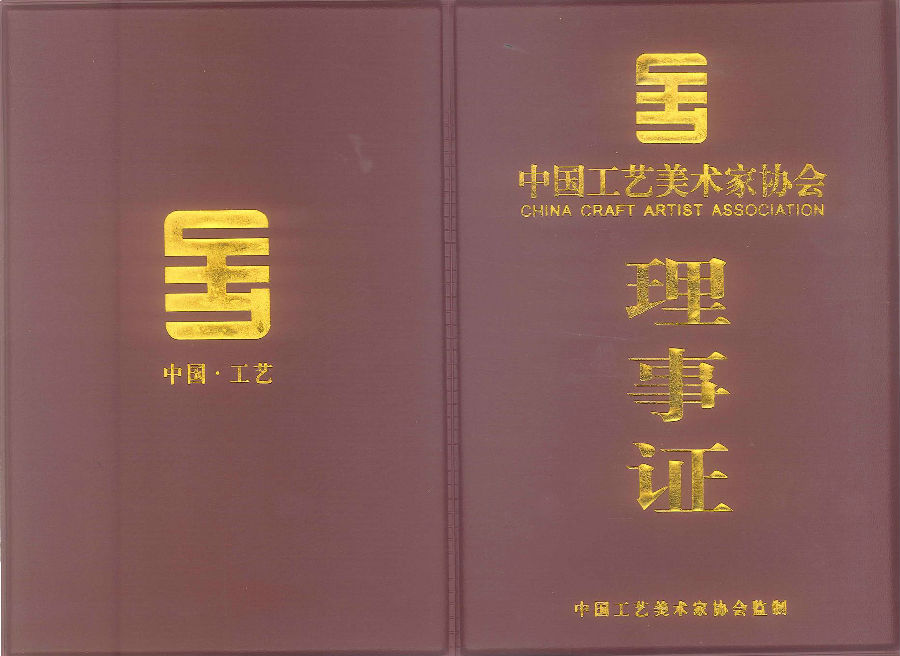 中国·工艺
中国工艺美术家协会
CHINA CRAFT ARTIST ASSOCIATION
理
事
证
中国工艺美术家协会监制